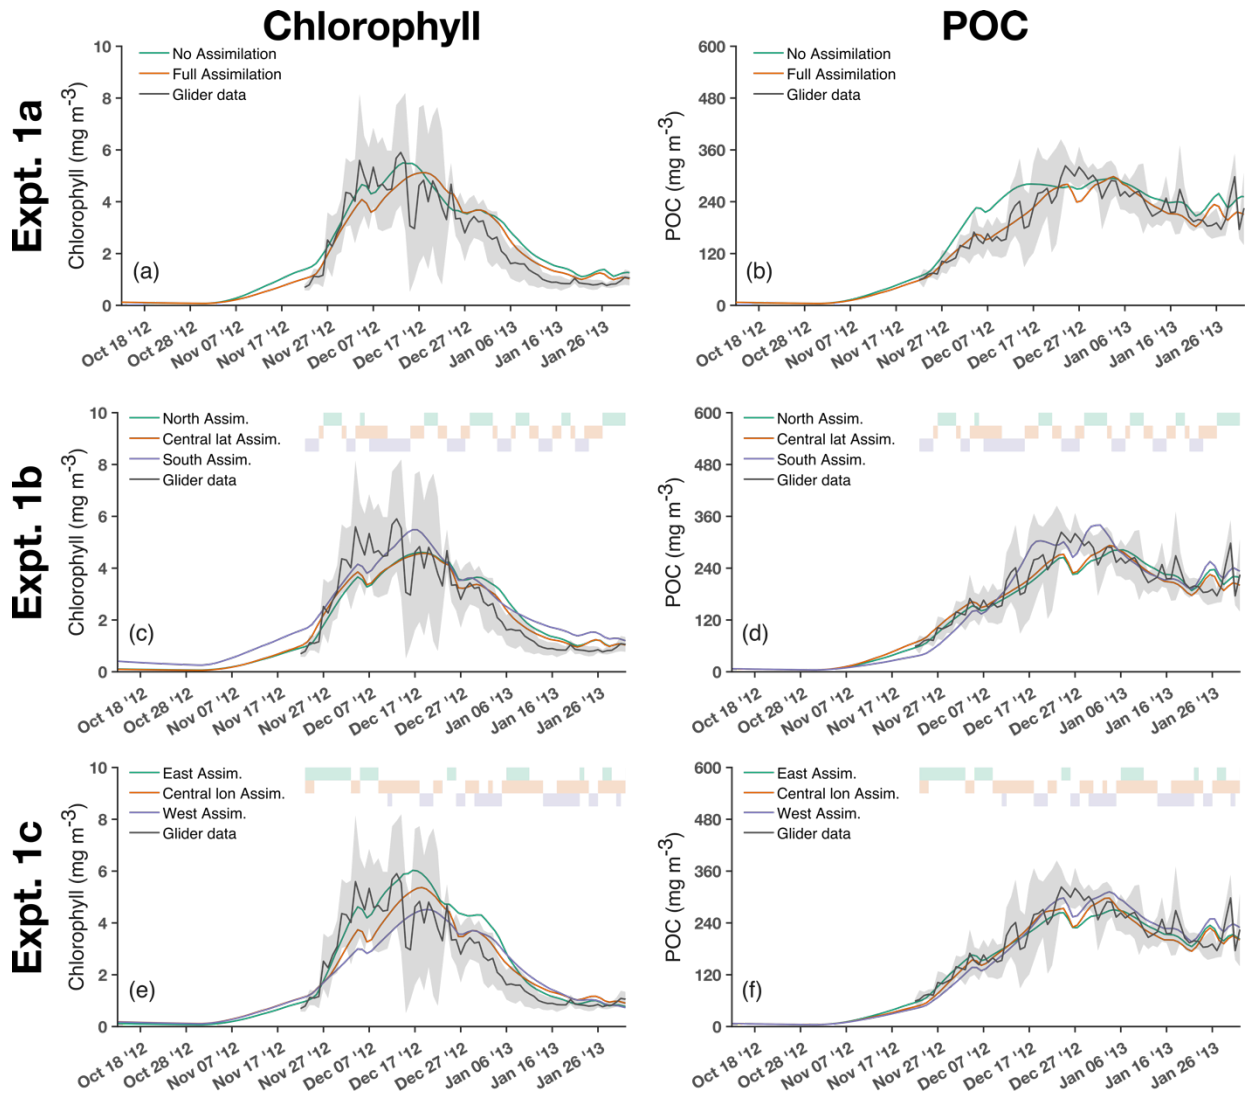 Chlorophyll
POC
Expt. 1a
Chlorophyll (mg m-3)
10
8
6
4
2
0
No Assimilation
Full Assimilation
Glider data
(a)
Oct 18 '12
Oct 28 '12
Nov 07 '12
Nov 17 '12
Nov 27 '12
Dec 07 '12
Dec 17 '12
Dec 27 '12
Jan 06 '13
Jan 16 '13
Jan 26 '13
POC (mg m-3)
600
480
360
240
120
0
No Assimilation
Full Assimilation
Glider data
(b)
Oct 18 '12
Oct 28 '12
Nov 07 '12
Nov 17 '12
Nov 27 '12
Dec 07 '12
Dec 17 '12
Dec 27 '12
Jan 06 '13
Jan 16 '13
Jan 26 '13
Expt. 1b
Chlorophyll (mg m-3)
10
8
6
4
2
0
North Assim.
Central lat Assim.
South Assim.
Glider data
(c)
Oct 18 '12
Oct 28 '12
Nov 07 '12
Nov 17 '12
Nov 27 '12
Dec 07 '12
Dec 17 '12
Dec 27 '12
Jan 06 '13
Jan 16 '13
Jan 26 '13
POC (mg m-3)
600
480
360
240
120
0
North Assim.
Central lat Assim.
South Assim.
Glider data
(d)
Oct 18 '12
Oct 28 '12
Nov 07 '12
Nov 17 '12
Nov 27 '12
Dec 07 '12
Dec 17 '12
Dec 27 '12
Jan 06 '13
Jan 16 '13
Jan 26 '13
Expt. 1c
Chlorophyll (mg m-3)
10
8
6
4
2
0
East Assim.
Central lon Assim.
West Assim.
Glider data
(e)
Oct 18 '12
Oct 28 '12
Nov 07 '12
Nov 17 '12
Nov 27 '12
Dec 07 '12
Dec 17 '12
Dec 27 '12
Jan 06 '13
Jan 16 '13
Jan 26 '13
POC (mg m-3)
600
480
360
240
120
0
East Assim.
Central lon Assim.
West Assim.
Glider data
(f)
Oct 18 '12
Oct 28 '12
Nov 07 '12
Nov 17 '12
Nov 27 '12
Dec 07 '12
Dec 17 '12
Dec 27 '12
Jan 06 '13
Jan 16 '13
Jan 26 '13